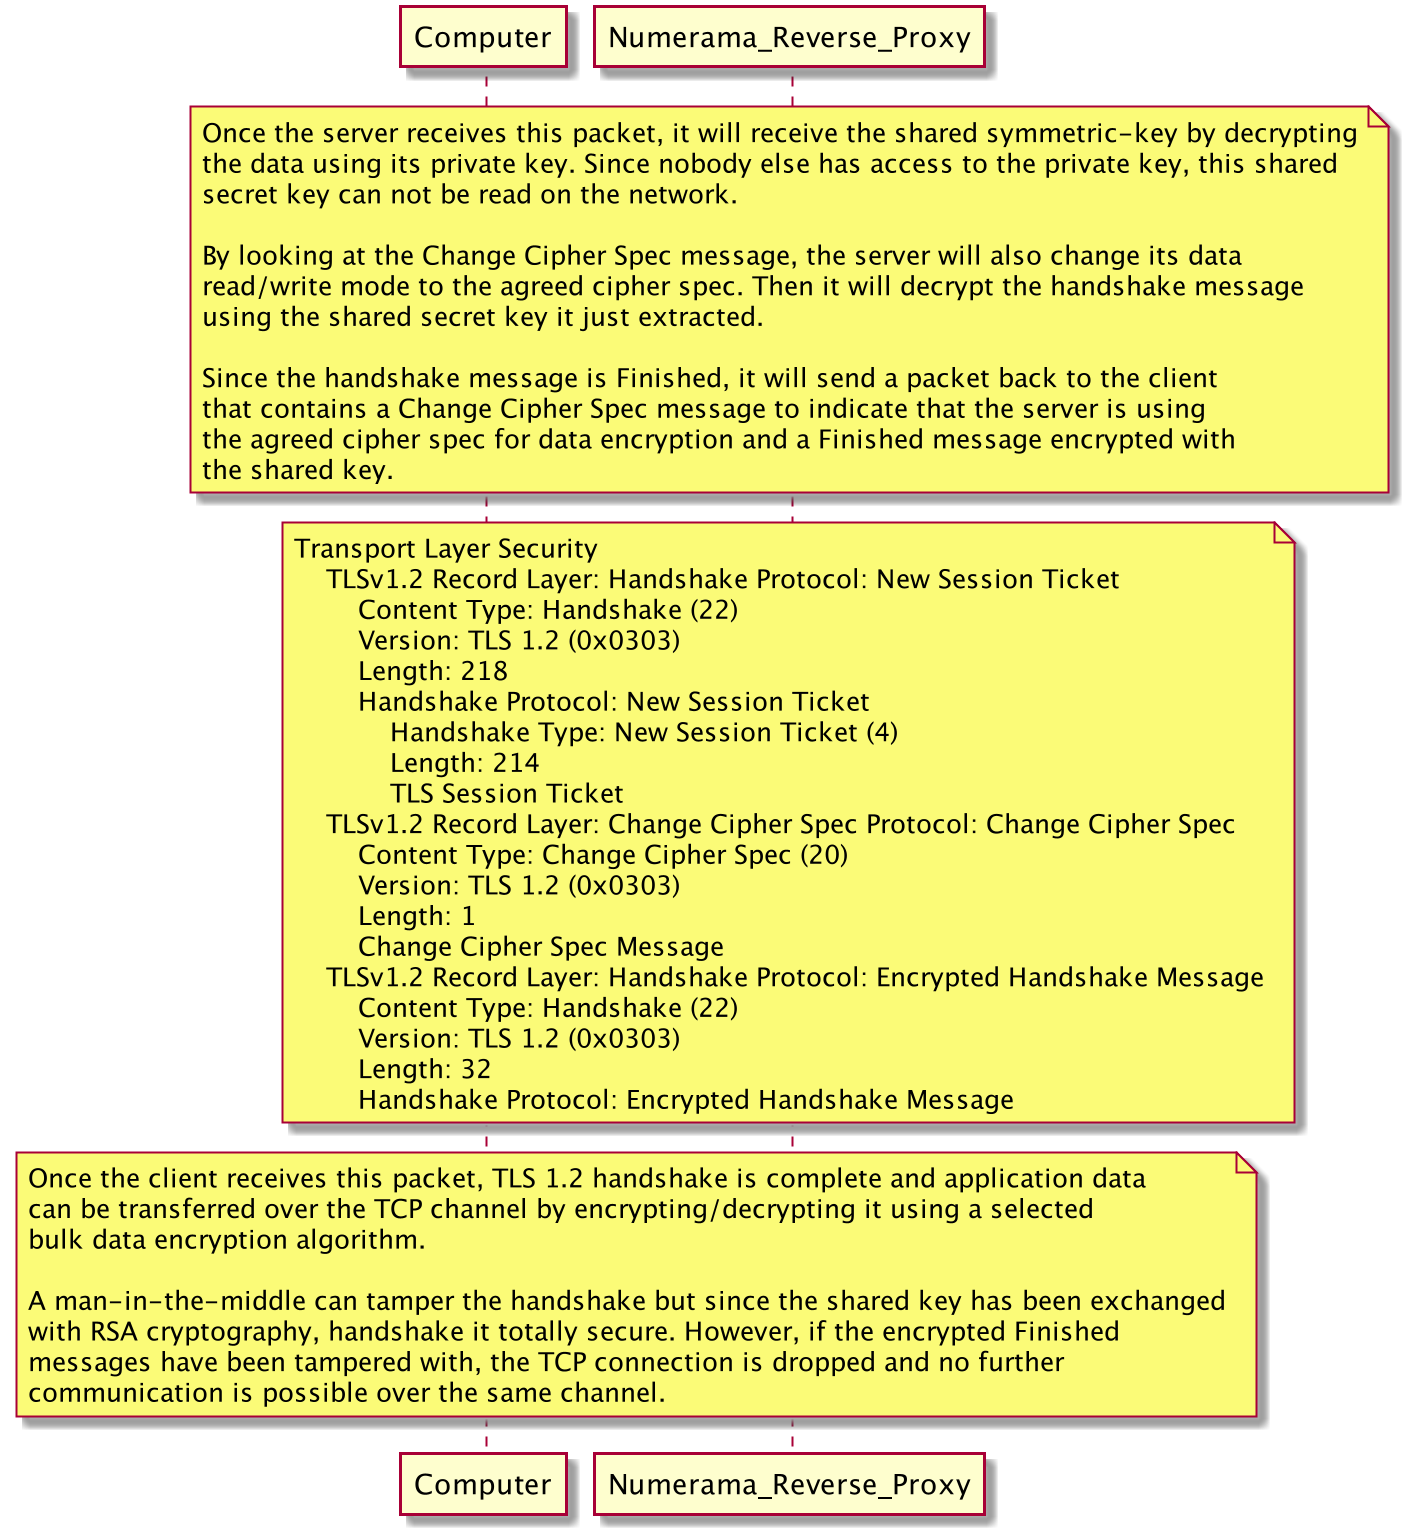 Computer
Numerama_Reverse_Proxy
Once the server receives this packet, it will receive the shared symmetric-key by decrypting
the data using its private key. Since nobody else has access to the private key, this shared
secret key can not be read on the network.
By looking at the Change Cipher Spec message, the server will also change its data
read/write mode to the agreed cipher spec. Then it will decrypt the handshake message
using the shared secret key it just extracted.
Since the handshake message is Finished, it will send a packet back to the client
that contains a Change Cipher Spec message to indicate that the server is using
the agreed cipher spec for data encryption and a Finished message encrypted with
the shared key.
Transport Layer Security
TLSv1.2 Record Layer: Handshake Protocol: New Session Ticket
Content Type: Handshake (22)
Version: TLS 1.2 (0x0303)
Length: 218
Handshake Protocol: New Session Ticket
Handshake Type: New Session Ticket (4)
Length: 214
TLS Session Ticket
TLSv1.2 Record Layer: Change Cipher Spec Protocol: Change Cipher Spec
Content Type: Change Cipher Spec (20)
Version: TLS 1.2 (0x0303)
Length: 1
Change Cipher Spec Message
TLSv1.2 Record Layer: Handshake Protocol: Encrypted Handshake Message
Content Type: Handshake (22)
Version: TLS 1.2 (0x0303)
Length: 32
Handshake Protocol: Encrypted Handshake Message
Once the client receives this packet, TLS 1.2 handshake is complete and application data
can be transferred over the TCP channel by encrypting/decrypting it using a selected
bulk data encryption algorithm.
A man-in-the-middle can tamper the handshake but since the shared key has been exchanged
with RSA cryptography, handshake it totally secure. However, if the encrypted Finished
messages have been tampered with, the TCP connection is dropped and no further
communication is possible over the same channel.
Computer
Numerama_Reverse_Proxy